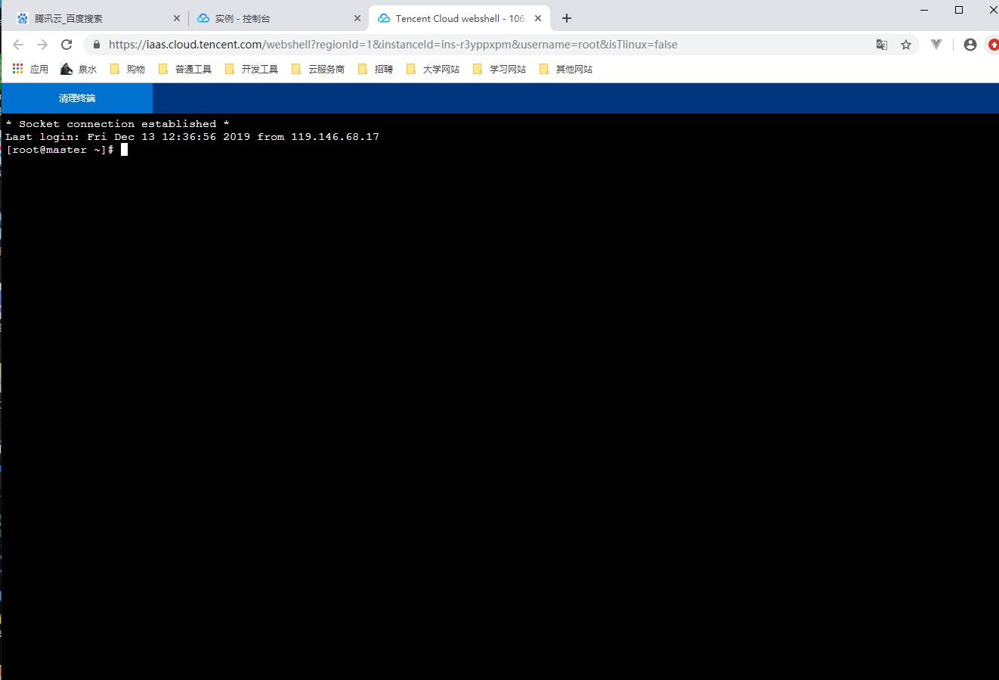 腾讯云_百度搜索
实例 - 控制台
Tencent Cloud webshell - 106.
https://iaas.cloud.tencent.com/webshell?regionId=1&instanceId=ins-r3yppxpm&username=root&isTlinux=false
应用 泉水 购物 普通工具 开发工具 云服务商 招聘 大学网站 学习网站 其他网站
清理终端
* Socket connection established *
Last login: Fri Dec 13 12:36:56 2019 from 119.146.68.17
[root@master ~]#